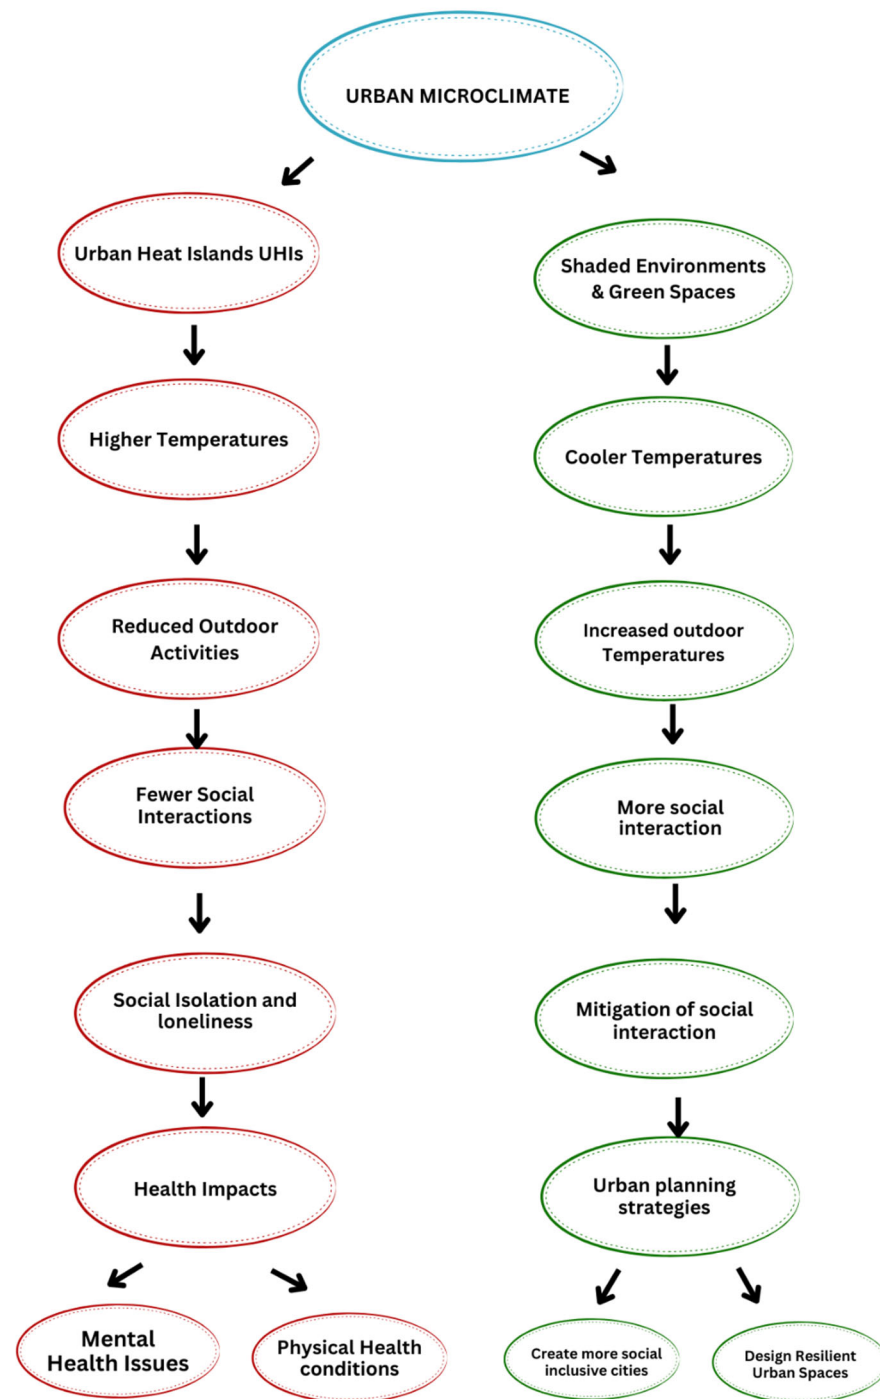 URBAN MICROCLIMATE
Urban Heat Islands UHIs
Higher Temperatures
Reduced Outdoor
Activities
Fewer Social
Interactions
Social Isolation and
loneliness
Health Impacts
Mental
Health Issues
Physical Health
conditions
Shaded Environments
& Green Spaces
Cooler Temperatures
Increased outdoor
Temperatures
More social
interaction
Mitigation of social
interaction
Urban planning
strategies
Create more social
inclusive cities
Design Resilient
Urban Spaces